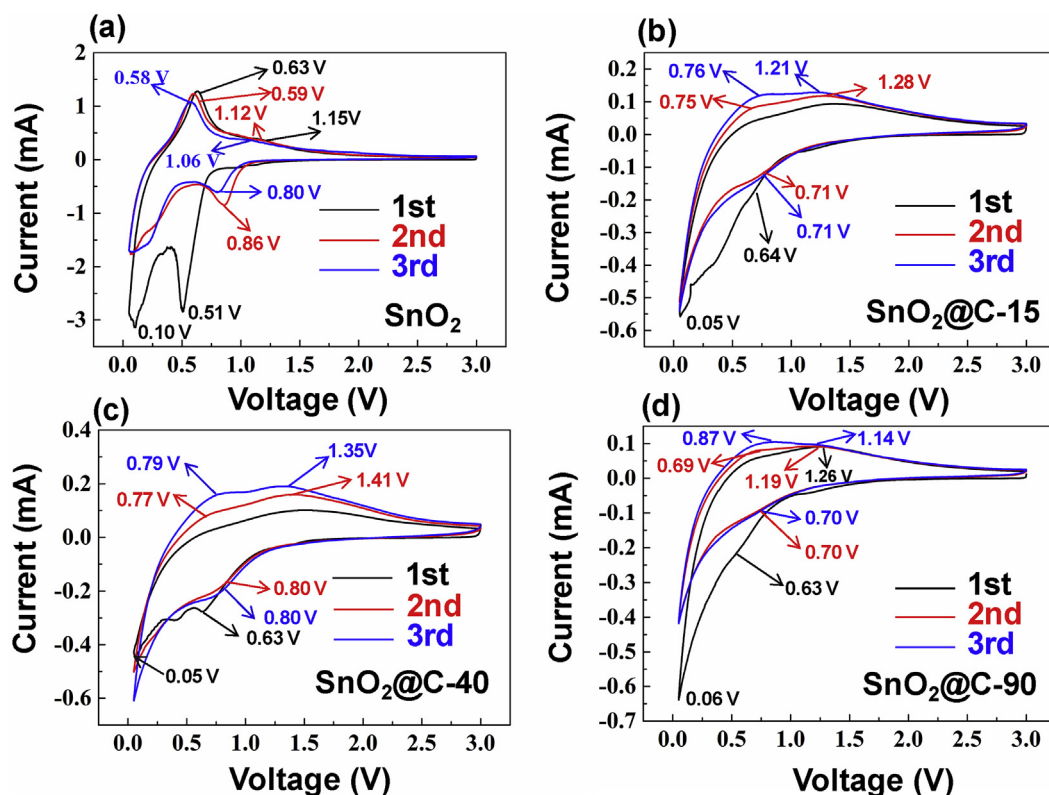 (a)
Current (mA)
2
1
0
-1
-2
-3
0.58 V
0.63 V
0.59 V
1.12 V
1.15V
1.06 V
0.80 V
0.86 V
0.51 V
0.10 V
1st
2nd
3rd
SnO₂
0.0 0.5 1.0 1.5 2.0 2.5 3.0
Voltage (V)
(b)
Current (mA)
0.2
0.1
0.0
-0.1
-0.2
-0.3
-0.4
-0.5
-0.6
0.76 V
1.21 V
1.28 V
0.75 V
0.71 V
0.71 V
0.64 V
0.05 V
1st
2nd
3rd
SnO₂@C-15
0.0 0.5 1.0 1.5 2.0 2.5 3.0
Voltage (V)
(c)
Current (mA)
0.4
0.2
0.0
-0.2
-0.4
-0.6
0.79 V
1.35V
1.41 V
0.77 V
0.80 V
0.80 V
0.63 V
0.05 V
1st
2nd
3rd
SnO₂@C-40
0.0 0.5 1.0 1.5 2.0 2.5 3.0
Voltage (V)
(d)
Current (mA)
0.1
0.0
-0.1
-0.2
-0.3
-0.4
-0.5
-0.6
-0.7
0.87 V
1.14 V
0.69 V
1.19 V
1.26 V
0.70 V
0.70 V
0.63 V
0.06 V
1st
2nd
3rd
SnO₂@C-90
0.0 0.5 1.0 1.5 2.0 2.5 3.0
Voltage (V)